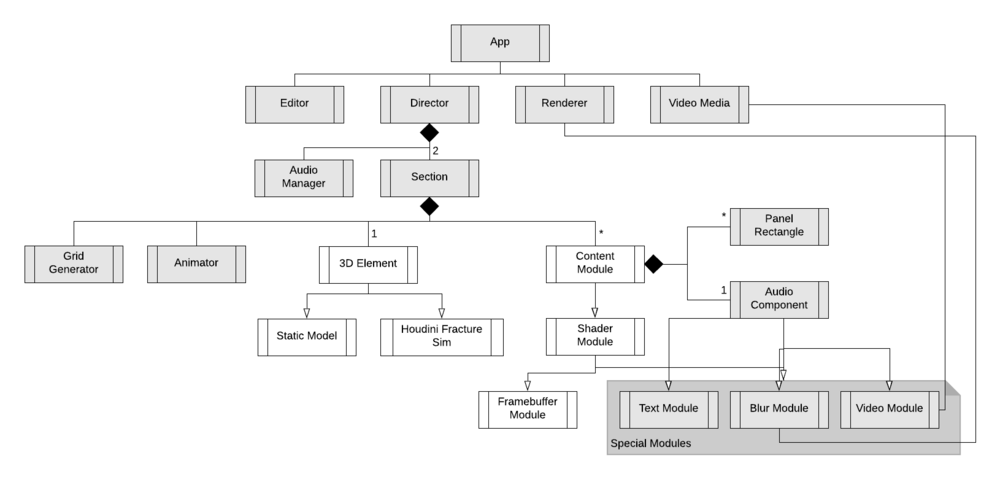 App
Editor
Director
Renderer
Video Media
2
Audio
Manager
Section
1
*
*
Panel
Rectangle
Grid
Generator
Animator
3D Element
Content
Module
1
Audio
Component
Static Model
Houdini Fracture
Sim
Shader
Module
Framebuffer
Module
Text Module
Blur Module
Video Module
Special Modules